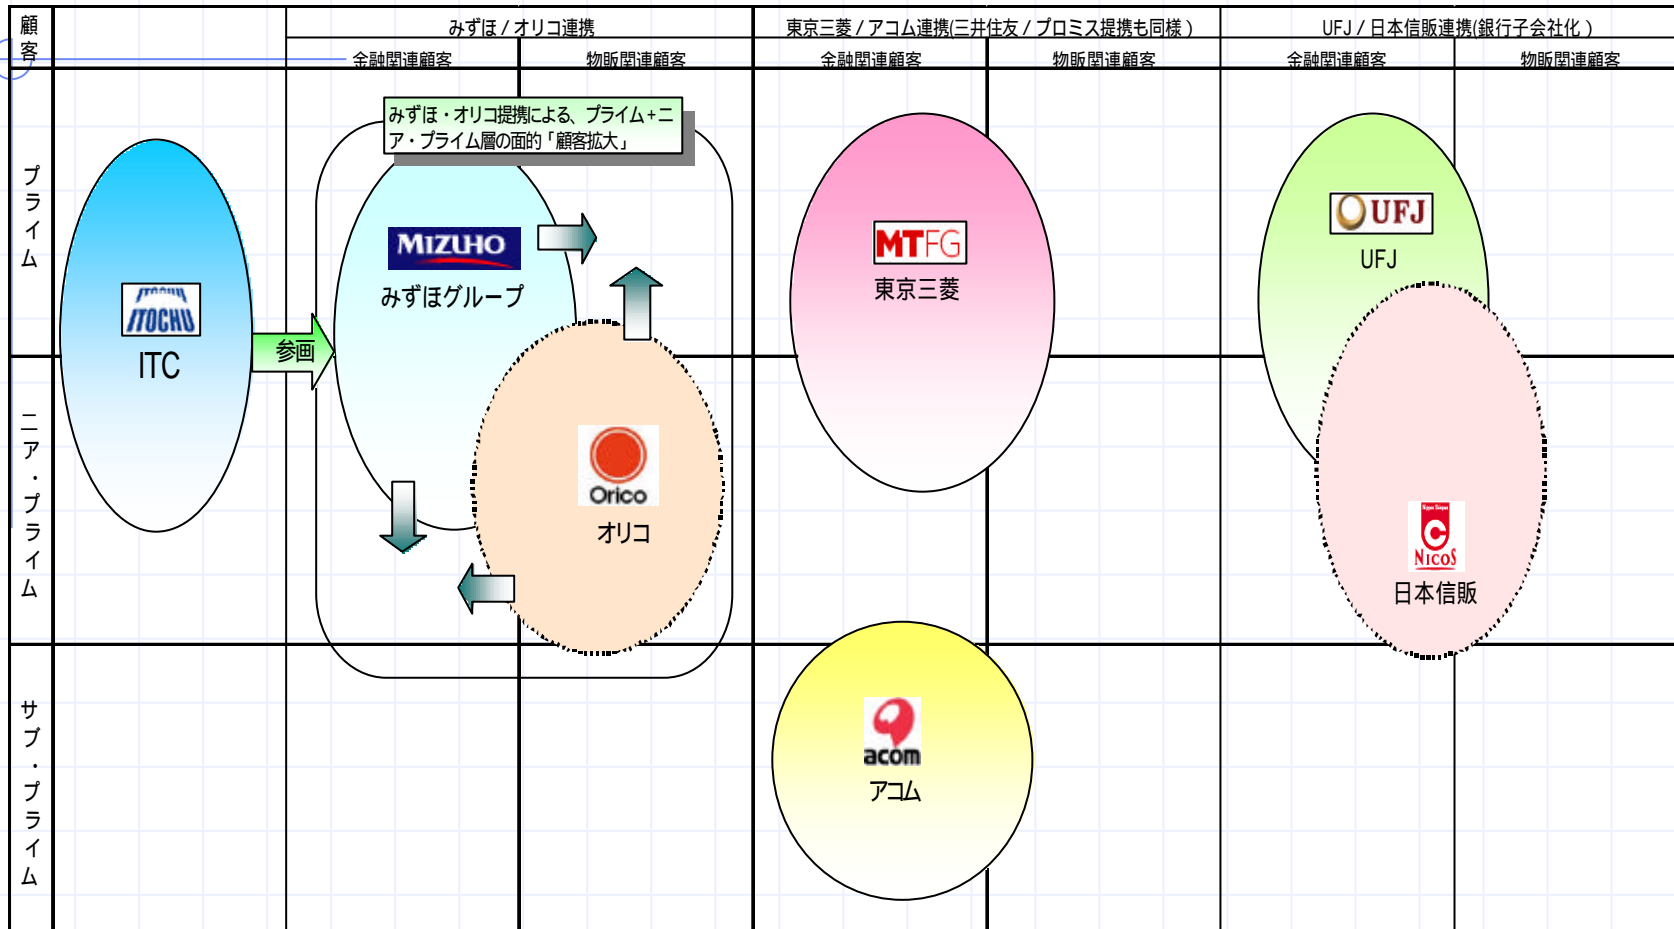 顧客
みずほ / オリコ連携
東京三菱 / アコム連携(三井住友 / プロミス提携も同様 )
UFJ / 日本信販連携(銀行子会社化 )
金融関連顧客
物販関連顧客
金融関連顧客
物販関連顧客
金融関連顧客
物販関連顧客
みずほ・オリコ提携による、プライム+ニ
ア・プライム層の面的「顧客拡大」
プライム
ITOCHU
ITOCHU
ITC
参画
MIZUHO
みずほグループ
MTFG
東京三菱
UFJ
UFJ
ニア・プライム
Orico
オリコ
NICOS
日本信販
サブ・プライム
acom
アコム